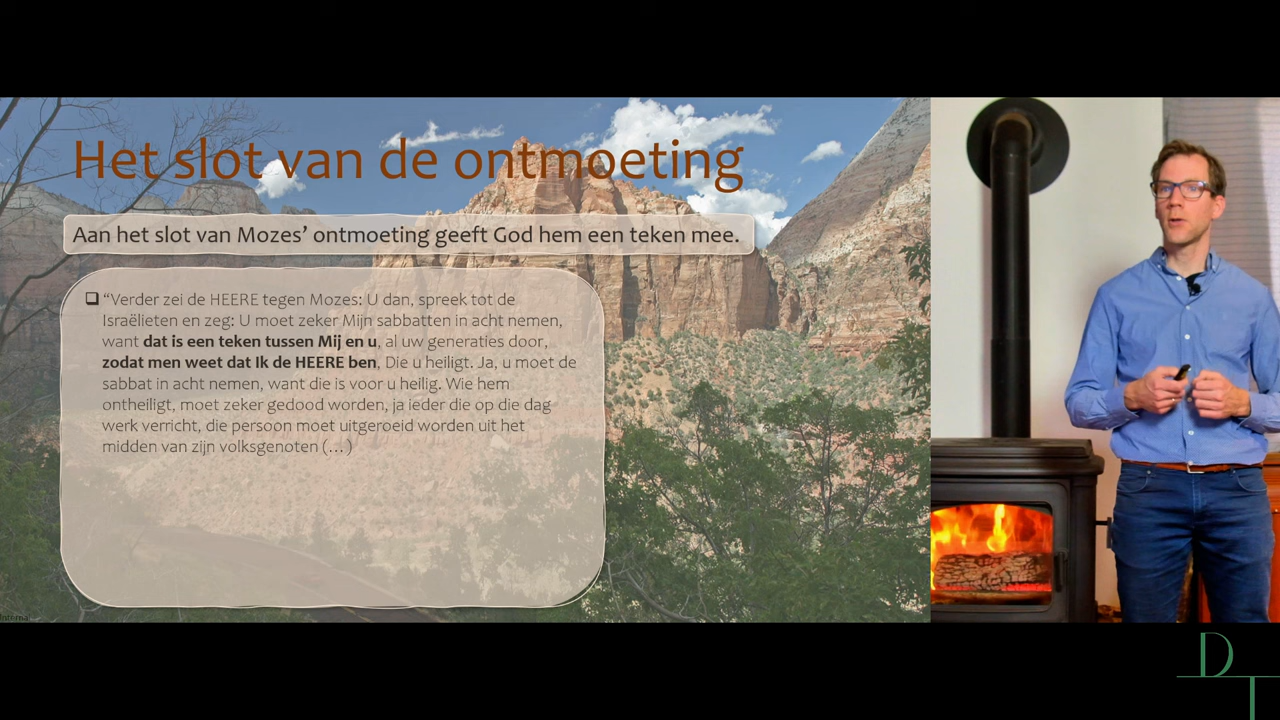 Het slot van de ontmoeting
Aan het slot van Mozes’ ontmoeting geeft God hem een teken mee.
“Verder zei de HEERE tegen Mozes: U dan, spreek tot de
Israëlieten en zeg: U moet zeker Mijn sabbatten in acht nemen,
want dat is een teken tussen Mij en u, al uw generaties door,
zodat men weet dat Ik de HEERE ben, Die u heiligt. Ja, u moet de
sabbat in acht nemen, want die is voor u heilig. Wie hem
ontheiligt, moet zeker gedood worden, ja ieder die op die dag
werk verricht, die persoon moet uitgeroeid worden uit het
midden van zijn volksgenoten (…)
Internal
DT